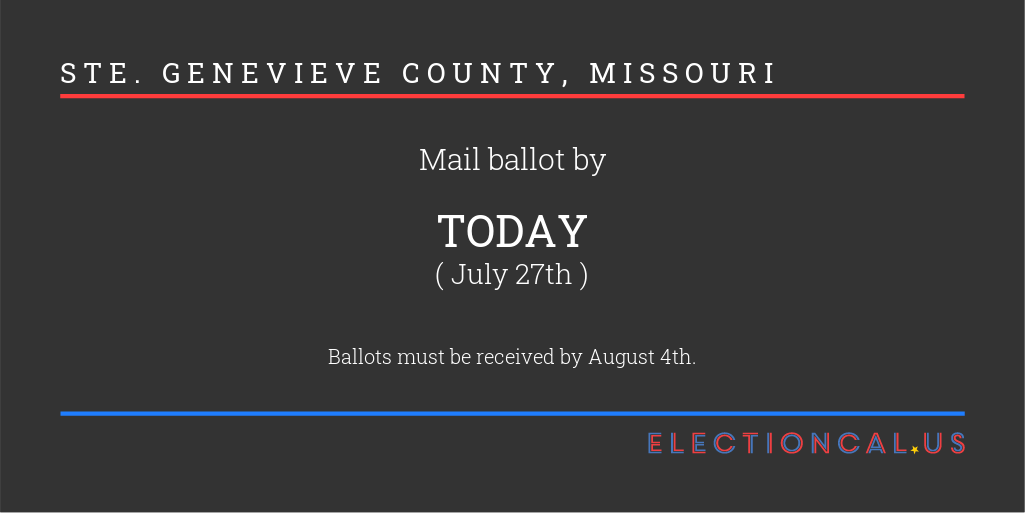 STE. GENEVIEVE COUNTY, MISSOURI
Mail ballot by
TODAY
( July 27th )
Ballots must be received by August 4th.
ELECTIONCAL.US